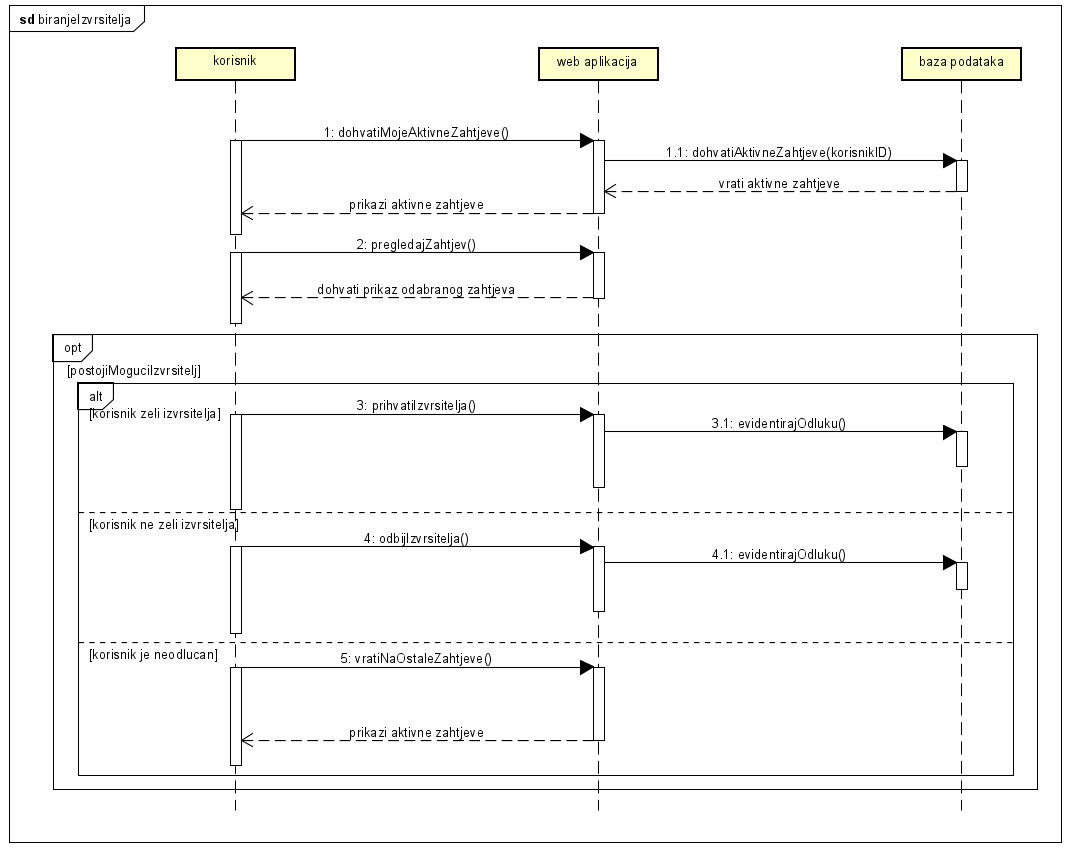 sd biranjeIzvrsitelja
korisnik
web aplikacija
baza podataka
1: dohvatiMojeAktivneZahtjeve()
1.1: dohvatiAktivneZahtjeve(korisnikID)
vrati aktivne zahtjeve
prikazi aktivne zahtjeve
2: pregledajZahtjev()
dohvati prikaz odabranog zahtjeva
opt
[postojiMoguciIzvrsitelj]
alt
[korisnik zeli izvrsitelja]
3: prihvatiIzvrsitelja()
3.1: evidentirajOdluku()
[korisnik ne zeli izvrsitelja]
4: odbijIzvrsitelja()
4.1: evidentirajOdluku()
[korisnik je neodlucan]
5: vratiNaOstaleZahtjeve()
prikazi aktivne zahtjeve